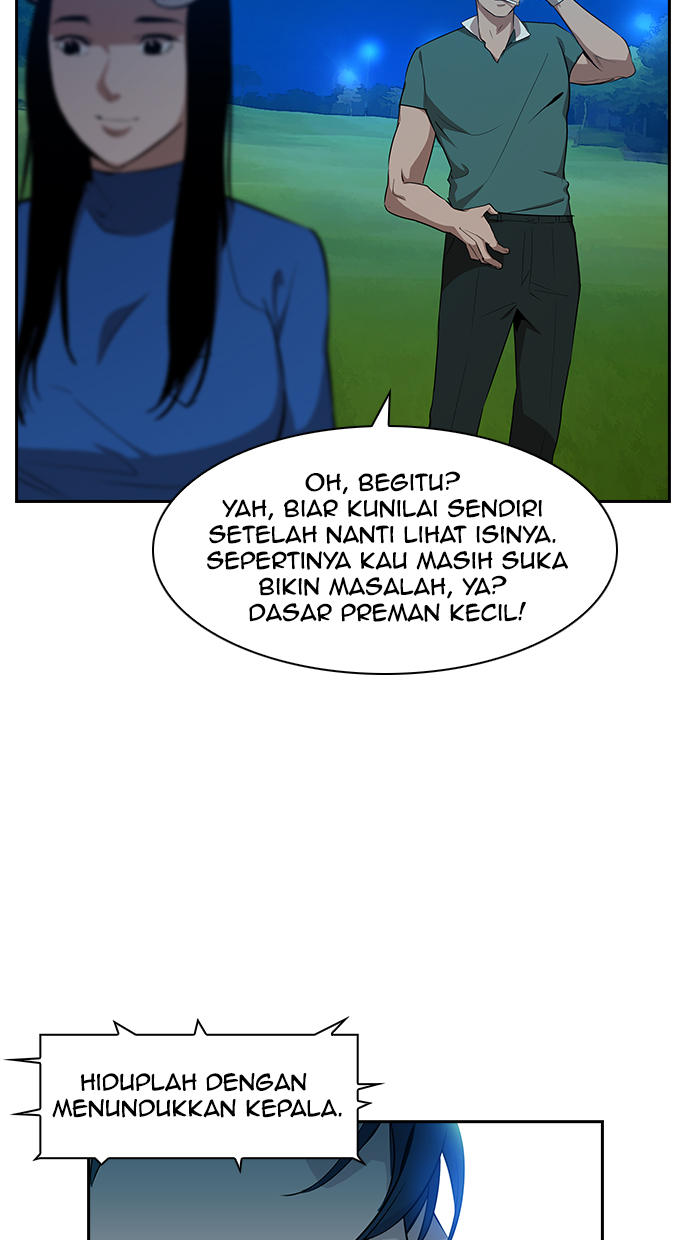 OH, BEGITU?
YAH, BIAR KUNILAI SENDIRI
SETELAH NANTI LIHAT ISINYA.
SEPERTINYA KAU MASIH SUKA
BIKIN MASALAH, YA?
DASAR PREMAN KECIL!
HIDUPLAH DENGAN
MENUNDUKKAN KEPALA.